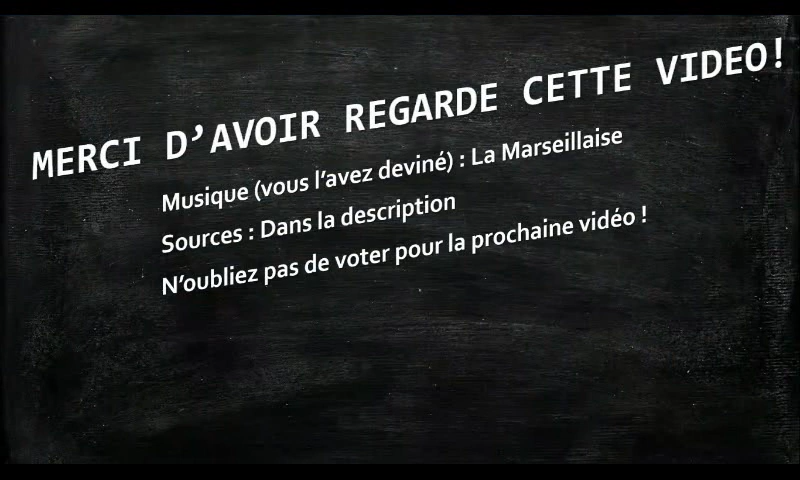 MERCI D’AVOIR REGARDE CETTE VIDEO!
Musique (vous l’avez deviné) : La Marseillaise
Sources : Dans la description
N’oubliez pas de voter pour la prochaine vidéo !